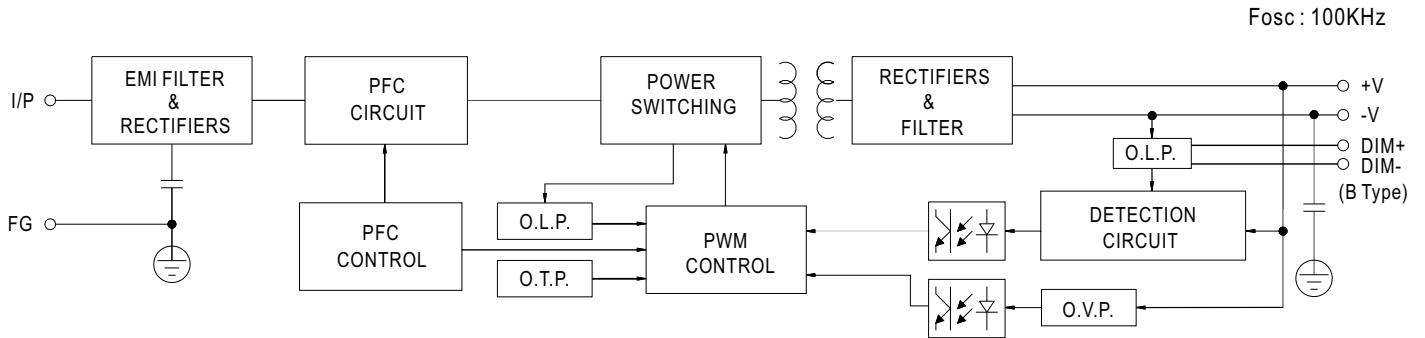 Fosc : 100KHz
I/P
EMI FILTER
&
RECTIFIERS
PFC
CIRCUIT
POWER
SWITCHING
RECTIFIERS
&
FILTER
+V
-V
DIM+
DIM-
(B Type)
O.L.P.
FG
PFC
CONTROL
O.L.P.
O.T.P.
PWM
CONTROL
DETECTION
CIRCUIT
O.V.P.